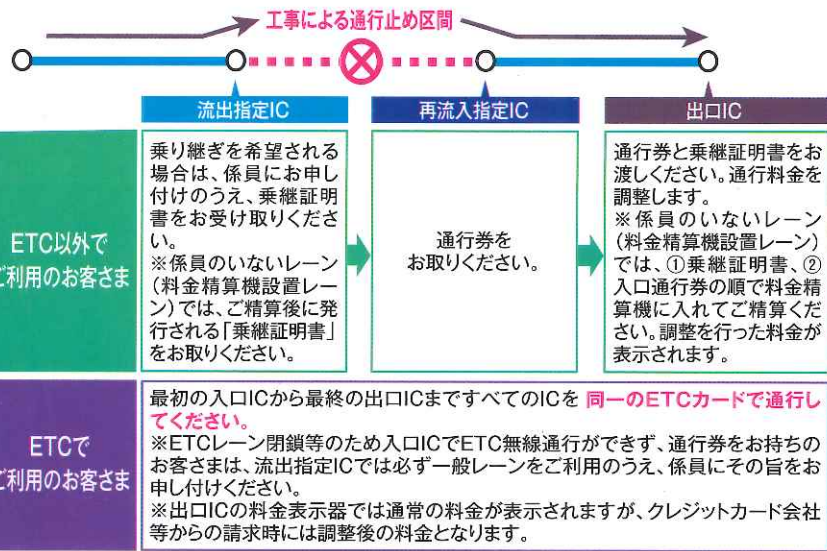 工事による通行止め区間
流出指定IC
再流入指定IC
出口IC
ETC以外で
ご利用のお客さま
乗り継ぎを希望される
場合は、係員にお申し
付けのうえ、乗継証明
書をお受け取りくださ
い。
※係員のいないレーン
(料金精算機設置レー
ン)では、ご精算後に発
行される「乗継証明書」
をお取りください。
通行券を
お取りください。
通行券と乗継証明書をお
渡しください。通行料金を
調整します。
※係員のいないレーン
(料金精算機設置レーン)
では、①乗継証明書、②
入口通行券の順で料金精
算機に入れてご精算くだ
さい。調整を行った料金が
表示されます。
ETCで
ご利用のお客さま
最初の入口ICから最終の出口ICまですべてのICを 同一のETCカードで通行し
てください。
※ETCレーン閉鎖等のため入口ICでETC無線通行ができず、通行券をお持ちの
お客さまは、流出指定ICでは必ず一般レーンをご利用のうえ、係員にその旨をお
申し付けください。
※出口ICの料金表示器では通常の料金が表示されますが、クレジットカード会社
等からの請求時には調整後の料金となります。